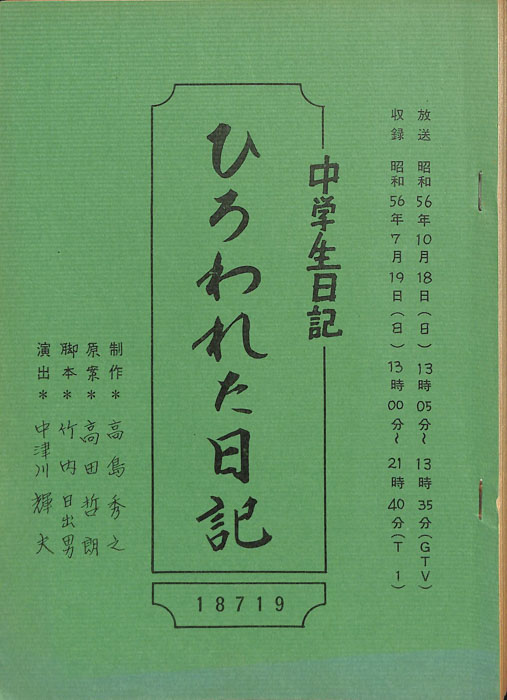 放送 昭和56年10月18日(日) 13時05分〜13時35分(GTV)
収録 昭和56年7月19日(日) 13時00分〜21時40分(T1)
中学生日記
ひろわれた日記
制作*高島秀之
原案*高田哲朗
脚本*竹内日出男
演出*中津川輝夫
18719